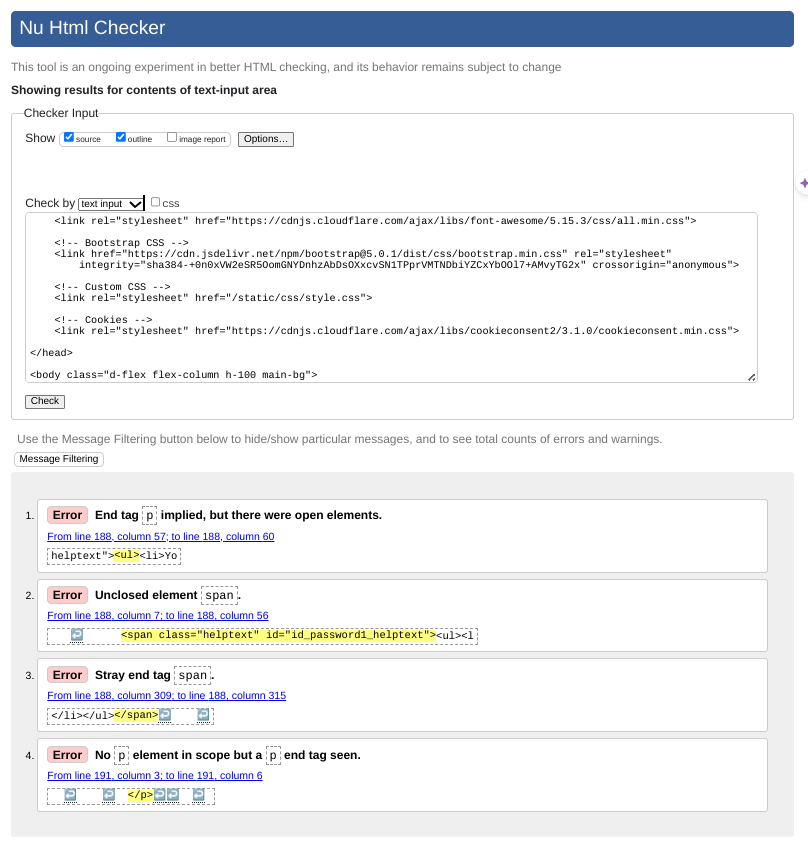 Nu Html Checker
This tool is an ongoing experiment in better HTML checking, and its behavior remains subject to change
Showing results for contents of text-input area
Checker Input
Show source outline image report Options...
Check by text input css
<link rel="stylesheet" href="https://cdnjs.cloudflare.com/ajax/libs/font-awesome/5.15.3/css/all.min.css">
<!-- Bootstrap CSS -->
<link href="https://cdn.jsdelivr.net/npm/bootstrap@5.0.1/dist/css/bootstrap.min.css" rel="stylesheet"
integrity="sha384-+0n0xVW2eSR5OomGNYDnhzAbDsOXxcvSN1TPprVMTNDbiYZCxYbOOl7+AMvyTG2x" crossorigin="anonymous">
<!-- Custom CSS -->
<link rel="stylesheet" href="/static/css/style.css">
<!-- Cookies -->
<link rel="stylesheet" href="https://cdnjs.cloudflare.com/ajax/libs/cookieconsent2/3.1.0/cookieconsent.min.css">
</head>
<body class="d-flex flex-column h-100 main-bg">
Check
Use the Message Filtering button below to hide/show particular messages, and to see total counts of errors and warnings.
Message Filtering
1. Error End tag p implied, but there were open elements.
From line 188, column 57; to line 188, column 60
helptext"><ul><li>Yo
2. Error Unclosed element span.
From line 188, column 7; to line 188, column 56
↩ <span class="helptext" id="id_password1_helptext"><ul><l
3. Error Stray end tag span.
From line 188, column 309; to line 188, column 315
</li></ul></span>↩ ↩
4. Error No p element in scope but a p end tag seen.
From line 191, column 3; to line 191, column 6
↩ ↩ </p>↩↩ ↩